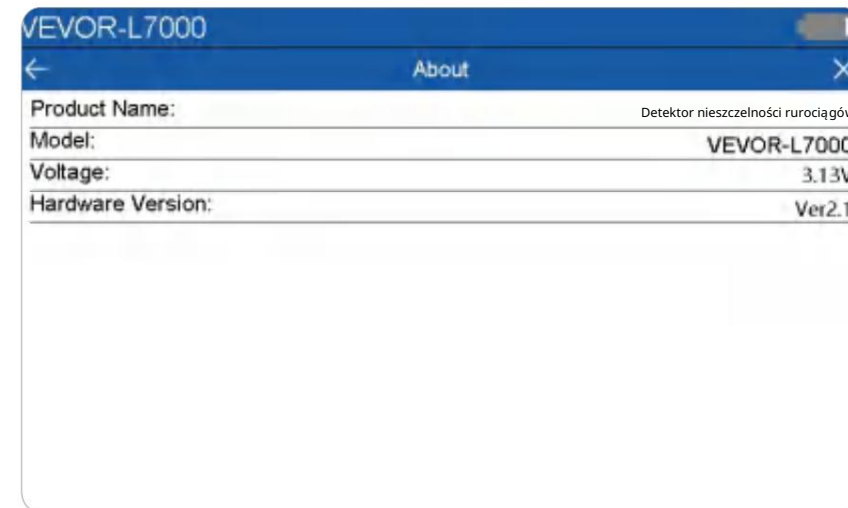 VEVOR-L7000
← About ×
Product Name: Detektor nieszczelności rurociągów
Model: VEVOR-L7000
Voltage: 3.13V
Hardware Version: Ver2.1